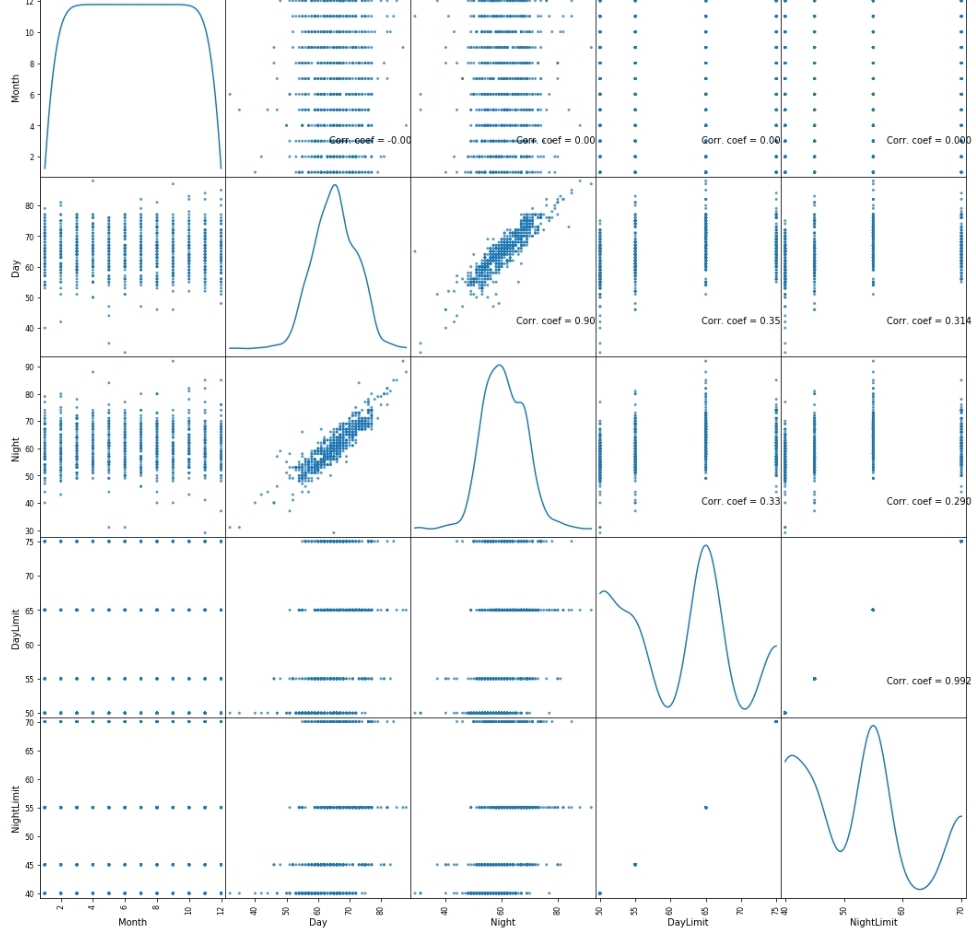 12
10
8
6
4
2
Month
Corr. coef = -0.00
Corr. coef = 0.00
Corr. coef = 0.00
Corr. coef = 0.000
80
70
60
50
40
Day
Corr. coef = 0.90
Corr. coef = 0.35
Corr. coef = 0.314
90
80
70
60
50
40
30
Night
Corr. coef = 0.33
Corr. coef = 0.290
75
70
65
60
55
50
DayLimit
Corr. coef = 0.992
70
65
60
55
50
45
40
NightLimit
2 4 6 8 10 12 40 50 60 70 80 40 60 80 50 55 65 70 75 40 50 60 70
Month Day Night DayLimit NightLimit